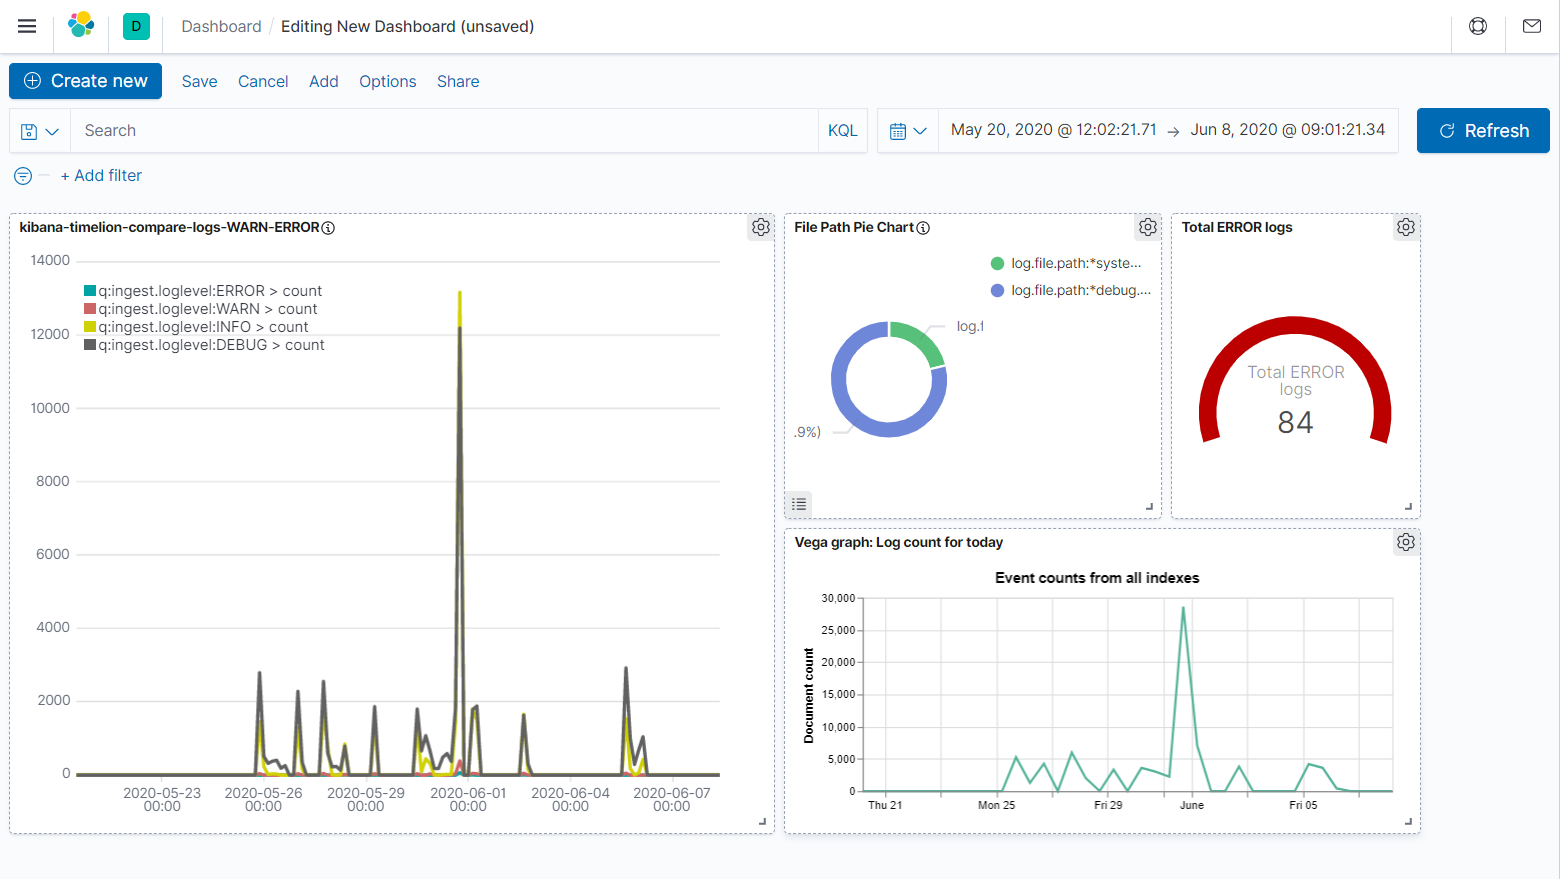 D Dashboard / Editing New Dashboard (unsaved)
Create new Save Cancel Add Options Share
Search KQL May 20, 2020 @ 12:02:21.71 → Jun 8, 2020 @ 09:01:21.34 Refresh
+ Add filter
kibana-timelion-compare-logs-WARN-ERROR
14000
12000
10000
8000
6000
4000
2000
0
q:ingest.loglevel:ERROR > count
q:ingest.loglevel:WARN > count
q:ingest.loglevel:INFO > count
q:ingest.loglevel:DEBUG > count
2020-05-23 2020-05-26 2020-05-29 2020-06-01 2020-06-04 2020-06-07
00:00 00:00 00:00 00:00 00:00 00:00
File Path Pie Chart
log.file.path:*syste...
log.file.path:*debug....
log.f
.9%)
Total ERROR logs
Total ERROR
logs
84
Vega graph: Log count for today
Event counts from all indexes
Document count
30,000
25,000
20,000
15,000
10,000
5,000
0
Thu 21 Mon 25 Fri 29 June Fri 05